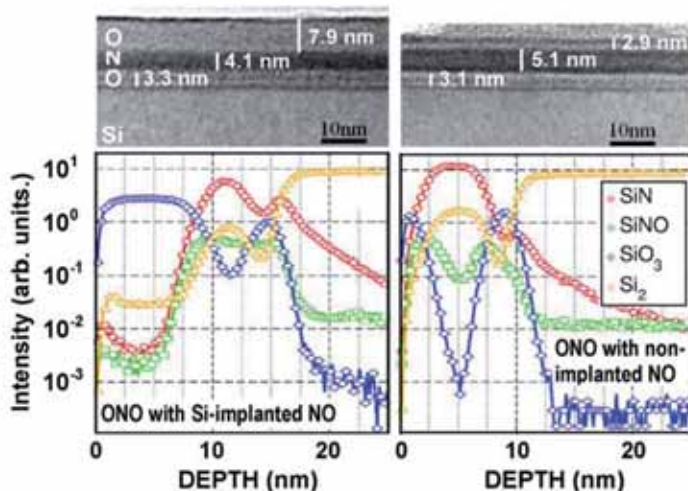 O
N
O
Si
7.9 nm
4.1 nm
3.3 nm
10nm
2.9 nm
5.1 nm
3.1 nm
10nm
Intensity (arb. units.)
10¹
10⁰
10⁻¹
10⁻²
10⁻³
ONO with Si-implanted NO
0 10 20
DEPTH (nm)
SiN
SiNO
SiO₃
Si₂
ONO with non-
implanted NO
0 10 20
DEPTH (nm)